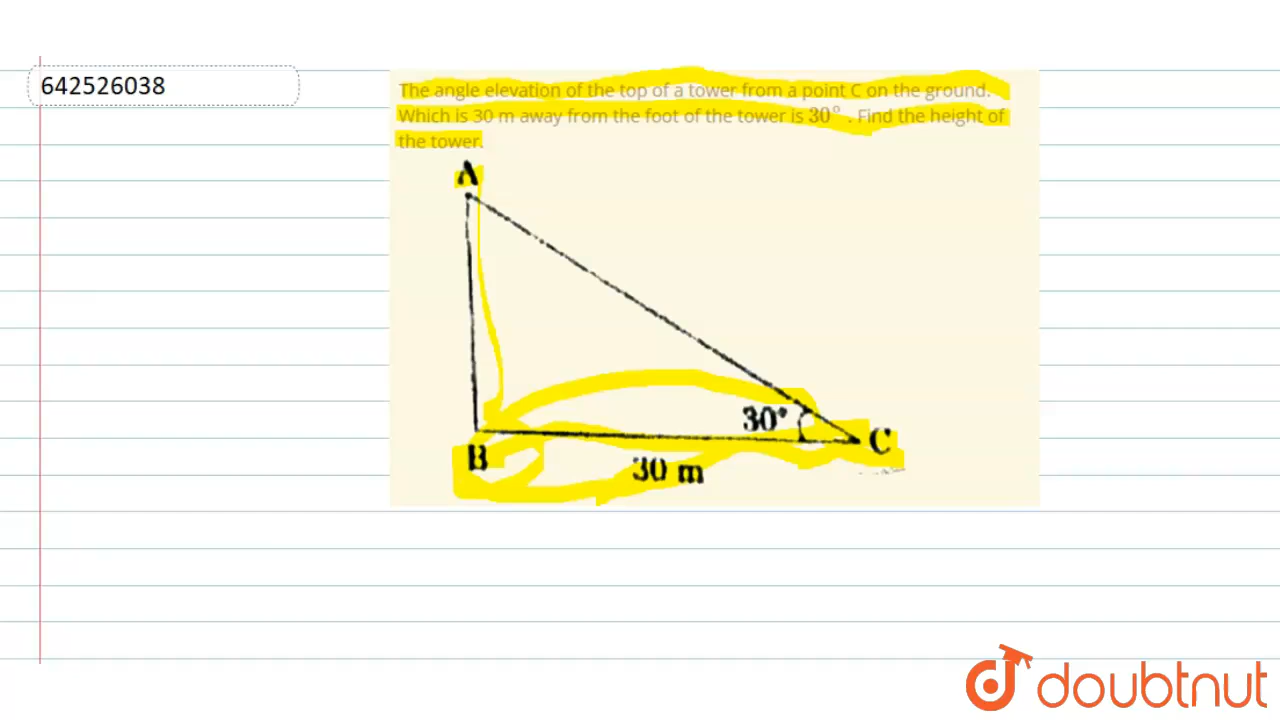 642526038
The angle elevation of the top of a tower from a point C on the ground.
Which is 30 m away from the foot of the tower is 30° . Find the height of
the tower.
A
30°
C
B
30 m
doubtnut